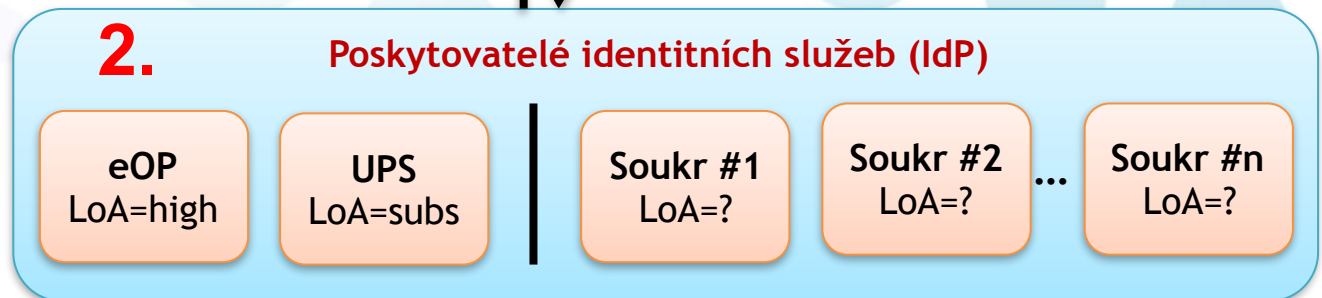 2.
Poskytovatelé identitních služeb (IdP)
eOP
LoA=high
UPS
LoA=subs
Soukr #1
LoA=?
Soukr #2
LoA=?
...
Soukr #n
LoA=?